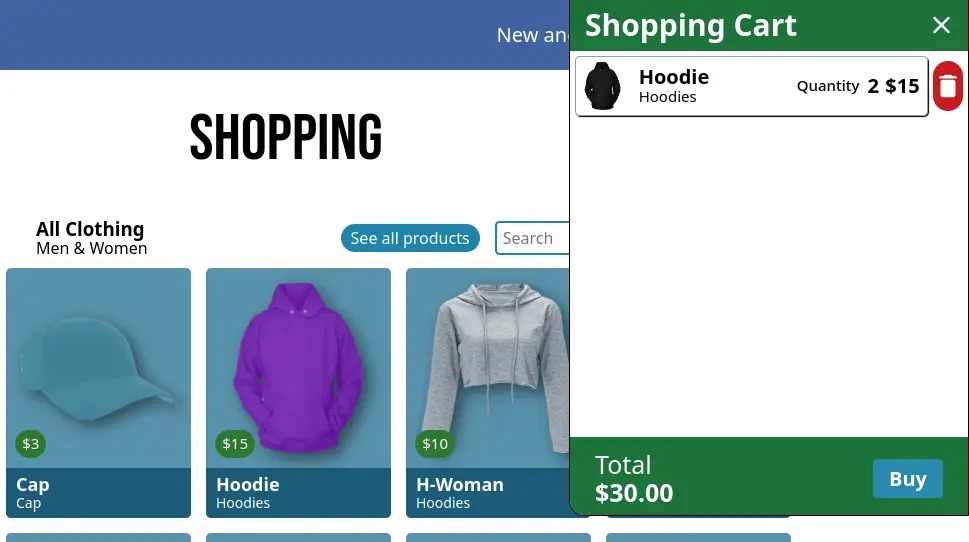 New an
Shopping Cart
Hoodie
Hoodies
Quantity 2 $15
SHOPPING
All Clothing
Men & Women
See all products
Search
$3
$15
$10
Cap
Cap
Hoodie
Hoodies
H-Woman
Hoodies
Total
$30.00
Buy